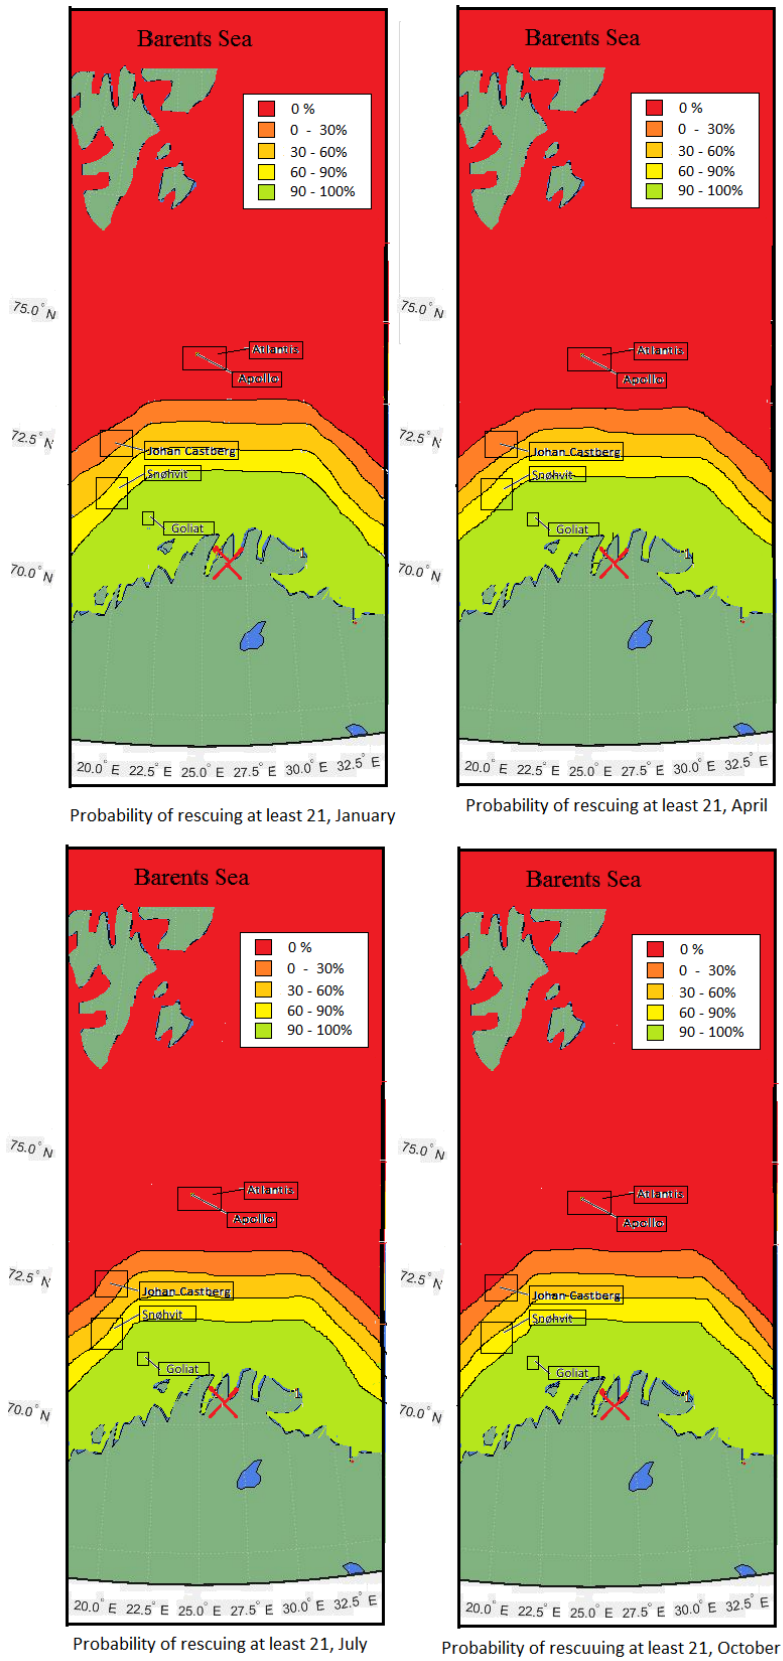 Barents Sea
0 %
0 - 30%
30 - 60%
60 - 90%
90 - 100%
75.0° N
Atlantis
Apollo
72.5° N
Johan Castberg
Snøhvit
Goliat
70.0° N
20.0° E 22.5° E 25.0° E 27.5° E 30.0° E 32.5° E
Probability of rescuing at least 21, January
Barents Sea
0 %
0 - 30%
30 - 60%
60 - 90%
90 - 100%
75.0° N
Atlantis
Apollo
72.5° N
Johan Castberg
Snøhvit
Goliat
70.0° N
20.0° E 22.5° E 25.0° E 27.5° E 30.0° E 32.5° E
Probability of rescuing at least 21, April
Barents Sea
0 %
0 - 30%
30 - 60%
60 - 90%
90 - 100%
75.0° N
Atlantis
Apollo
72.5° N
Johan Castberg
Snøhvit
Goliat
70.0° N
20.0° E 22.5° E 25.0° E 27.5° E 30.0° E 32.5° E
Probability of rescuing at least 21, July
Barents Sea
0 %
0 - 30%
30 - 60%
60 - 90%
90 - 100%
75.0° N
Atlantis
Apollo
72.5° N
Johan Castberg
Snøhvit
Goliat
70.0° N
20.0° E 22.5° E 25.0° E 27.5° E 30.0° E 32.5° E
Probability of rescuuing at least 21, October